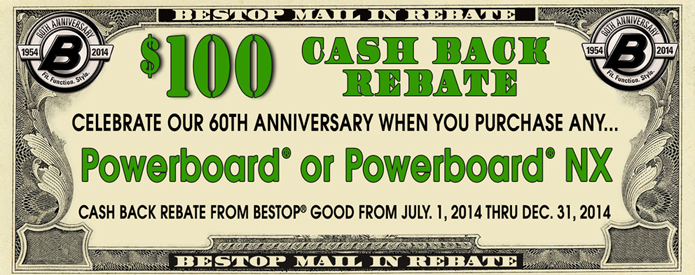 BESTOP MAIL IN REBATE
60TH ANNIVERSARY
1954 B 2014
Fit. Function. Style.
$100 CASH BACK
REBATE
60TH ANNIVERSARY
1954 B 2014
Fit. Function. Style.
CELEBRATE OUR 60TH ANNIVERSARY WHEN YOU PURCHASE ANY...
Powerboard® or Powerboard® NX
CASH BACK REBATE FROM BESTOP® GOOD FROM JULY. 1, 2014 THRU DEC. 31, 2014
BESTOP MAIL IN REBATE